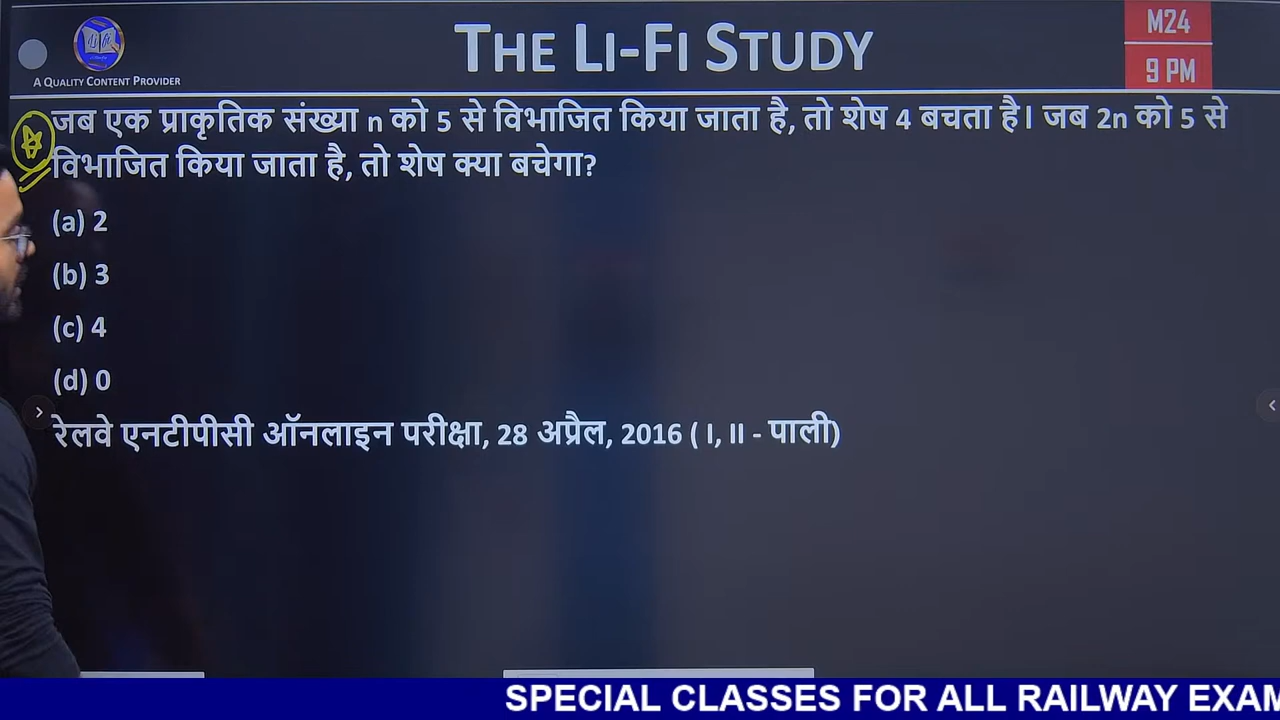 THE LI-FI STUDY
A QUALITY CONTENT PROVIDER
M24
9 PM
जब एक प्राकृतिक संख्या n को 5 से विभाजित किया जाता है, तो शेष 4 बचता है। जब 2n को 5 से
विभाजित किया जाता है, तो शेष क्या बचेगा?
(a) 2
(b) 3
(c) 4
(d) 0
रेलवे एनटीपीसी ऑनलाइन परीक्षा, 28 अप्रैल, 2016 ( I, II - पाली)
SPECIAL CLASSES FOR ALL RAILWAY EXAM